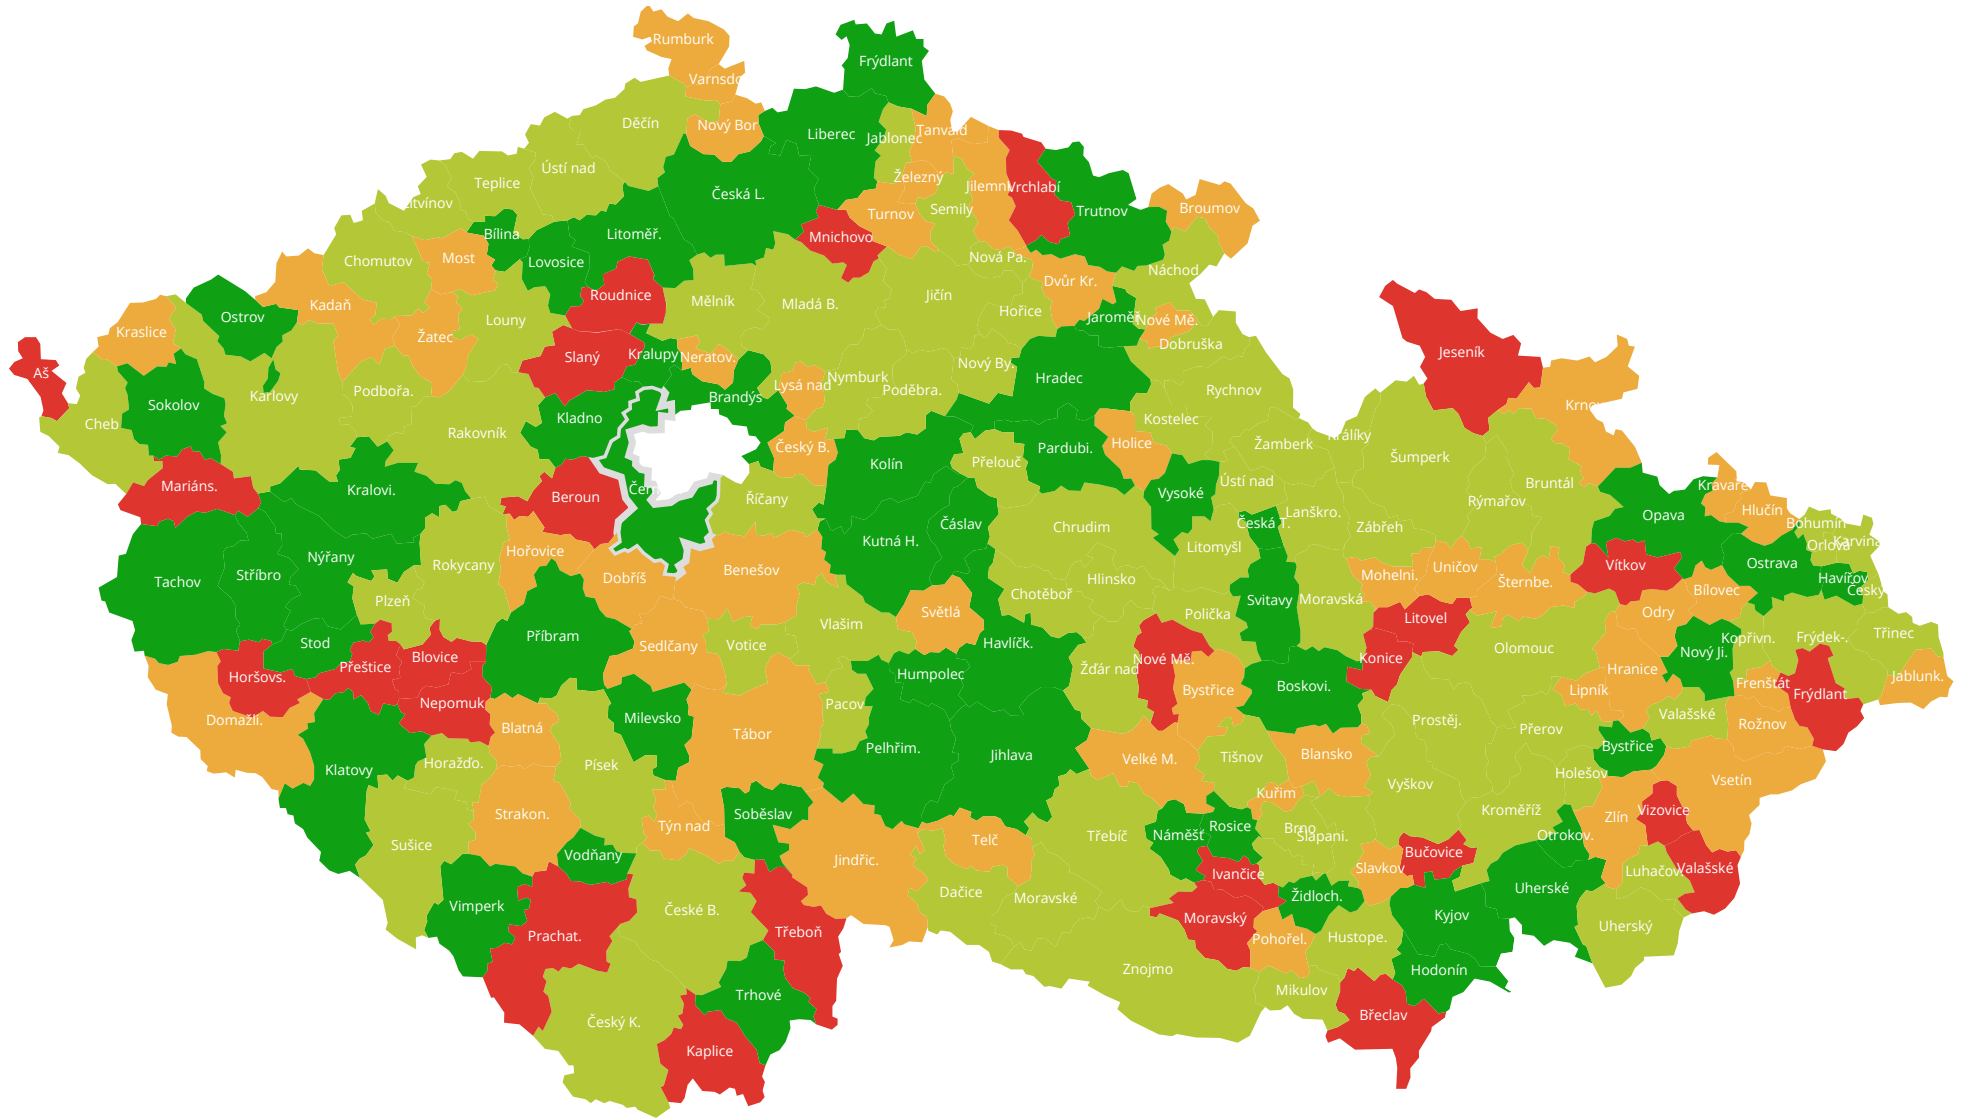 Rumburk
Frýdlant
Varnsdo
Děčín
Nový Bor
Liberec
Jablonec
Tanvald
Ústí nad
Teplice
Česká L.
Železný
Jilemni
Vrchlabí
Litvínov
Semily
Turnov
Trutnov
Broumov
Bílina
Litoměř.
Mnichovo
Chomutov
Most
Lovosice
Nová Pa.
Náchod
Roudnice
Mělník
Mladá B.
Jičín
Dvůr Kr.
Kadaň
Hořice
Ostrov
Louny
Jaroměř
Nové Mě.
Kraslice
Žatec
Dobruška
Slaný
Kralupy
Neratov.
Jeseník
Aš
Nový By.
Nymburk
Hradec
Lysá nad
Podbořa.
Karlovy
Poděbra.
Brandýs
Rychnov
Sokolov
Krnov
Cheb
Kladno
Kostelec
Rakovník
Králíky
Žamberk
Holice
Český B.
Pardubi.
Šumperk
Kolín
Přelouč
Mariáns.
Kralovi.
Čern
Ústí nad
Bruntál
Kravaře
Beroun
Říčany
Vysoké
Rýmařov
Hlučín
Lanškro.
Opava
Čáslav
Chrudim
Česká T.
Zábřeh
Bohumín
Kutná H.
Litomyšl
Orlová
Karviná
Hořovice
Nýřany
Rokycany
Vítkov
Ostrava
Uničov
Stříbro
Tachov
Dobříš
Benešov
Hlinsko
Mohelni.
Šternbe.
Havířov
Český
Bílovec
Chotěboř
Plzeň
Svitavy
Moravská
Světlá
Polička
Odry
Litovel
Vlašim
Příbram
Stod
Havlíčk.
Votice
Sedlčany
Kopřivn.
Frýdek-.
Třinec
Olomouc
Nový Ji.
Blovice
Přeštice
Konice
Nové Mě.
Žďár nad
Hranice
Horšovs.
Humpolec
Jablunk.
Frenštát
Boskovi.
Bystřice
Lipník
Frýdlant
Nepomuk
Pacov
Valašské
Milevsko
Domažli.
Prostěj.
Rožnov
Blatná
Přerov
Tábor
Pelhřim.
Bystřice
Jihlava
Blansko
Tišnov
Velké M.
Horažďo.
Písek
Klatovy
Holešov
Vsetín
Vyškov
Kuřim
Kroměříž
Vizovice
Strakon.
Soběslav
Zlín
Týn nad
Rosice
Brno
Náměšť
Třebíč
Šlapani.
Otrokov.
Telč
Sušice
Bučovice
Vodňany
Jindřic.
Slavkov
Valašské
Luhačov.
Ivančice
Uherské
Dačice
Židloch.
Moravské
Vimperk
České B.
Kyjov
Moravský
Uherský
Třeboň
Prachat.
Hustope.
Pohořel.
Znojmo
Hodonín
Mikulov
Trhové
Břeclav
Český K.
Kaplice